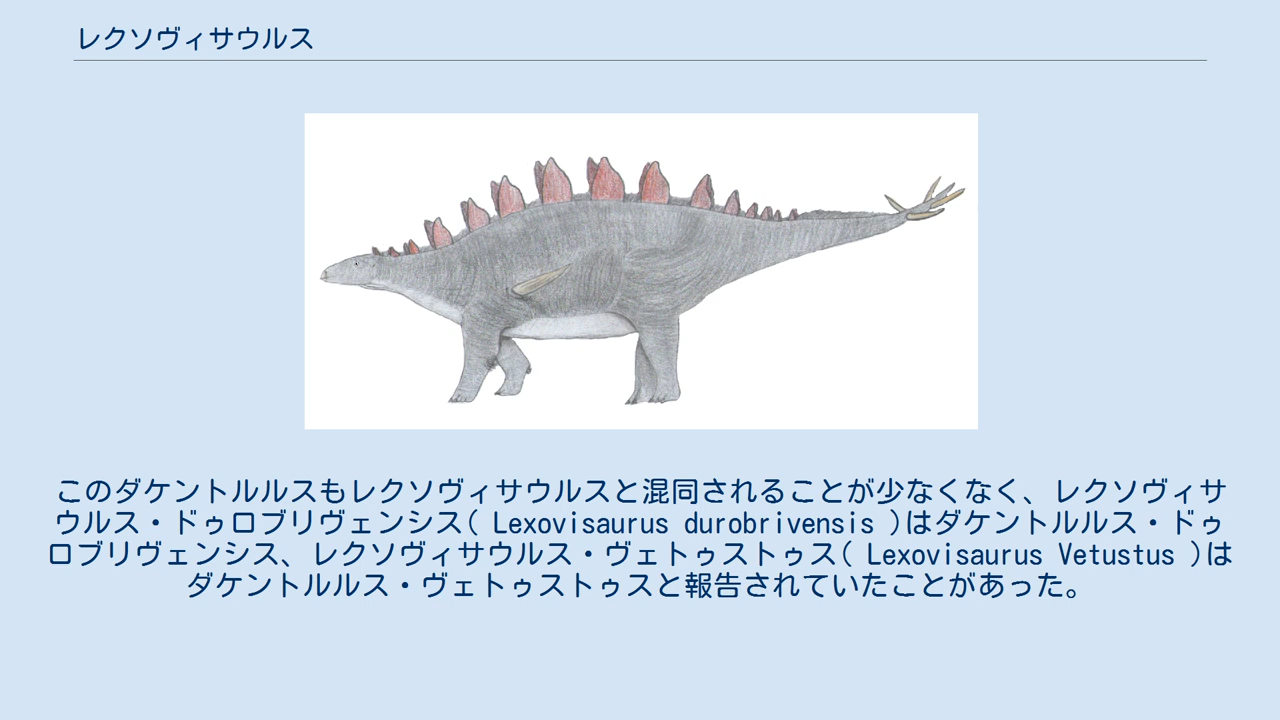 レクソヴィサウルス
このダケントルルスもレクソヴィサウルスと混同されることが少なくなく、レクソヴィサ
ウルス・ドゥロブリヴェンシス( Lexovisaurus durobrivensis )はダケントルルス・ドゥ
ロブリヴェンシス、レクソヴィサウルス・ヴェトゥストゥス( Lexovisaurus Vetustus )は
ダケントルルス・ヴェトゥストゥスと報告されていたことがあった。